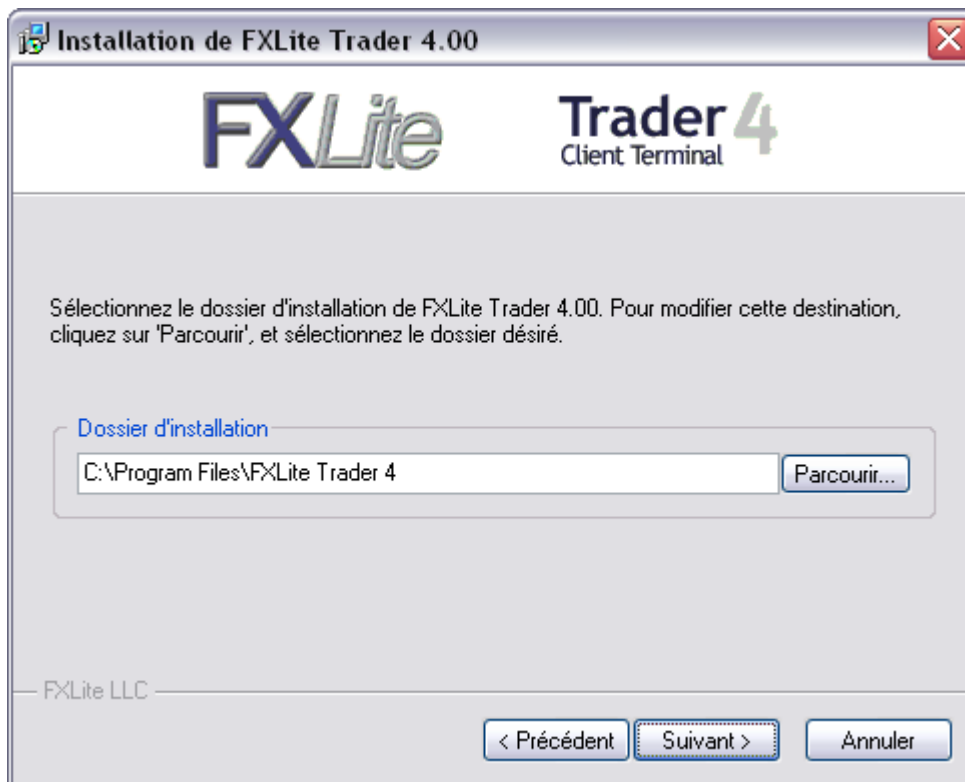 Installation de FXLite Trader 4.00
FXLite
Trader 4
Client Terminal
Sélectionnez le dossier d'installation de FXLite Trader 4.00. Pour modifier cette destination,
cliquez sur 'Parcourir', et sélectionnez le dossier désiré.
Dossier d'installation
C:\Program Files\FXLite Trader 4
Parcourir...
FXLite LLC
< Précédent
Suivant >
Annuler